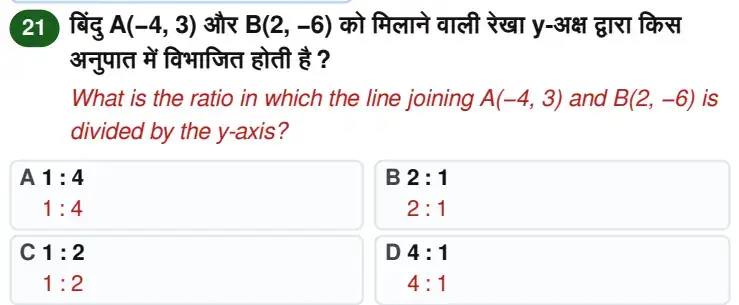 21 बिंदु A(−4, 3) और B(2, −6) को मिलाने वाली रेखा y-अक्ष द्वारा किस
अनुपात में विभाजित होती है ?
What is the ratio in which the line joining A(−4, 3) and B(2, −6) is
divided by the y-axis?
A 1 : 4
1 : 4
B 2 : 1
2 : 1
C 1 : 2
1 : 2
D 4 : 1
4 : 1